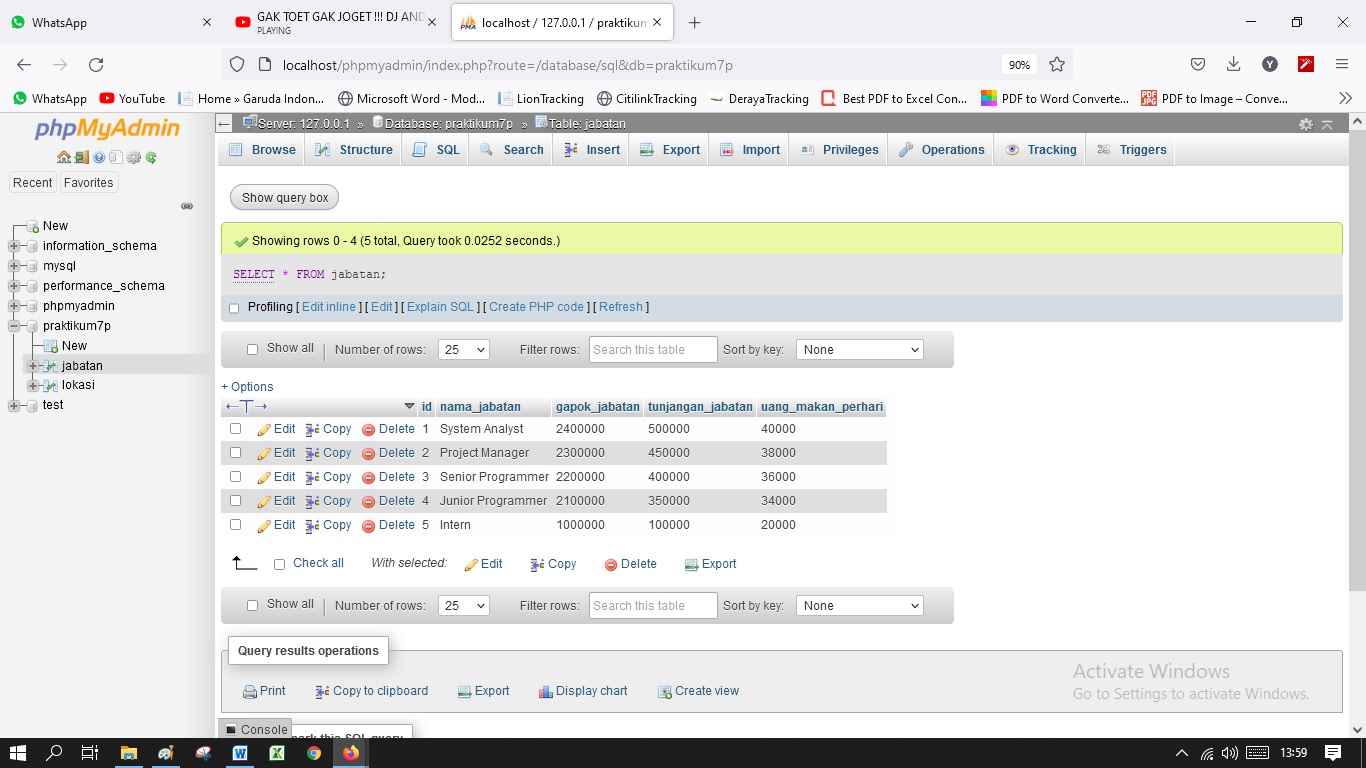 WhatsApp
GAK TOET GAK JOGET !!! DJ AND
PLAYING
localhost / 127.0.0.1 / praktikum7
localhost/phpmyadmin/index.php?route=/database/sql&db=praktikum7p
90%
WhatsApp YouTube Home » Garuda Indon... Microsoft Word - Mod... LionTracking CitilinkTracking DerayaTracking Best PDF to Excel Con... PDF to Word Converte... PDF to Image – Conve...
phpMyAdmin
Recent Favorites
New
information_schema
mysql
performance_schema
phpmyadmin
praktikum7p
New
jabatan
lokasi
test
Server: 127.0.0.1 » Database: praktikum7p » Table: jabatan
Browse Structure SQL Search Insert Export Import Privileges Operations Tracking Triggers
Show query box
Showing rows 0 - 4 (5 total, Query took 0.0252 seconds.)
SELECT * FROM jabatan;
Profiling [ Edit inline ] [ Edit ] [ Explain SQL ] [ Create PHP code ] [ Refresh ]
Show all Number of rows: 25 Filter rows: Search this table Sort by key: None
+ Options
id nama_jabatan gapok_jabatan tunjangan_jabatan uang_makan_perhari
Edit Copy Delete 1 System Analyst 2400000 500000 40000
Edit Copy Delete 2 Project Manager 2300000 450000 38000
Edit Copy Delete 3 Senior Programmer 2200000 400000 36000
Edit Copy Delete 4 Junior Programmer 2100000 350000 34000
Edit Copy Delete 5 Intern 1000000 100000 20000
Check all With selected: Edit Copy Delete Export
Show all Number of rows: 25 Filter rows: Search this table Sort by key: None
Query results operations
Print Copy to clipboard Export Display chart Create view
Activate Windows
Go to Settings to activate Windows.
Console
this SQL query
13:59